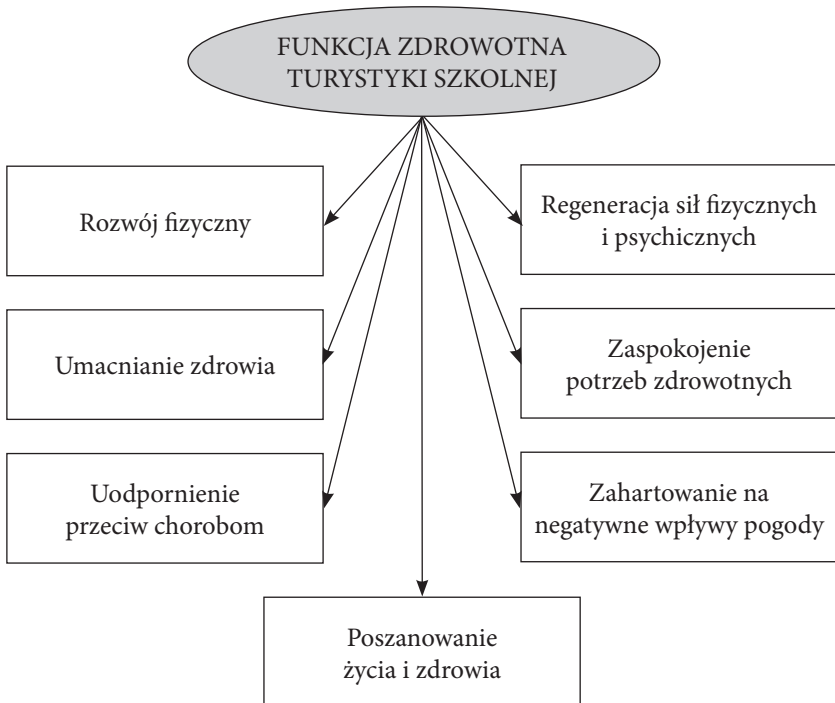 FUNKCJA ZDROWOTNA
TURYSTYKI SZKOLNEJ
Rozwój fizyczny
Regeneracja sił fizycznych
i psychicznych
Umacnianie zdrowia
Zaspokojenie
potrzeb zdrowotnych
Uodpornienie
przeciw chorobom
Zahartowanie na
negatywne wpływy pogody
Poszanowanie
życia i zdrowia